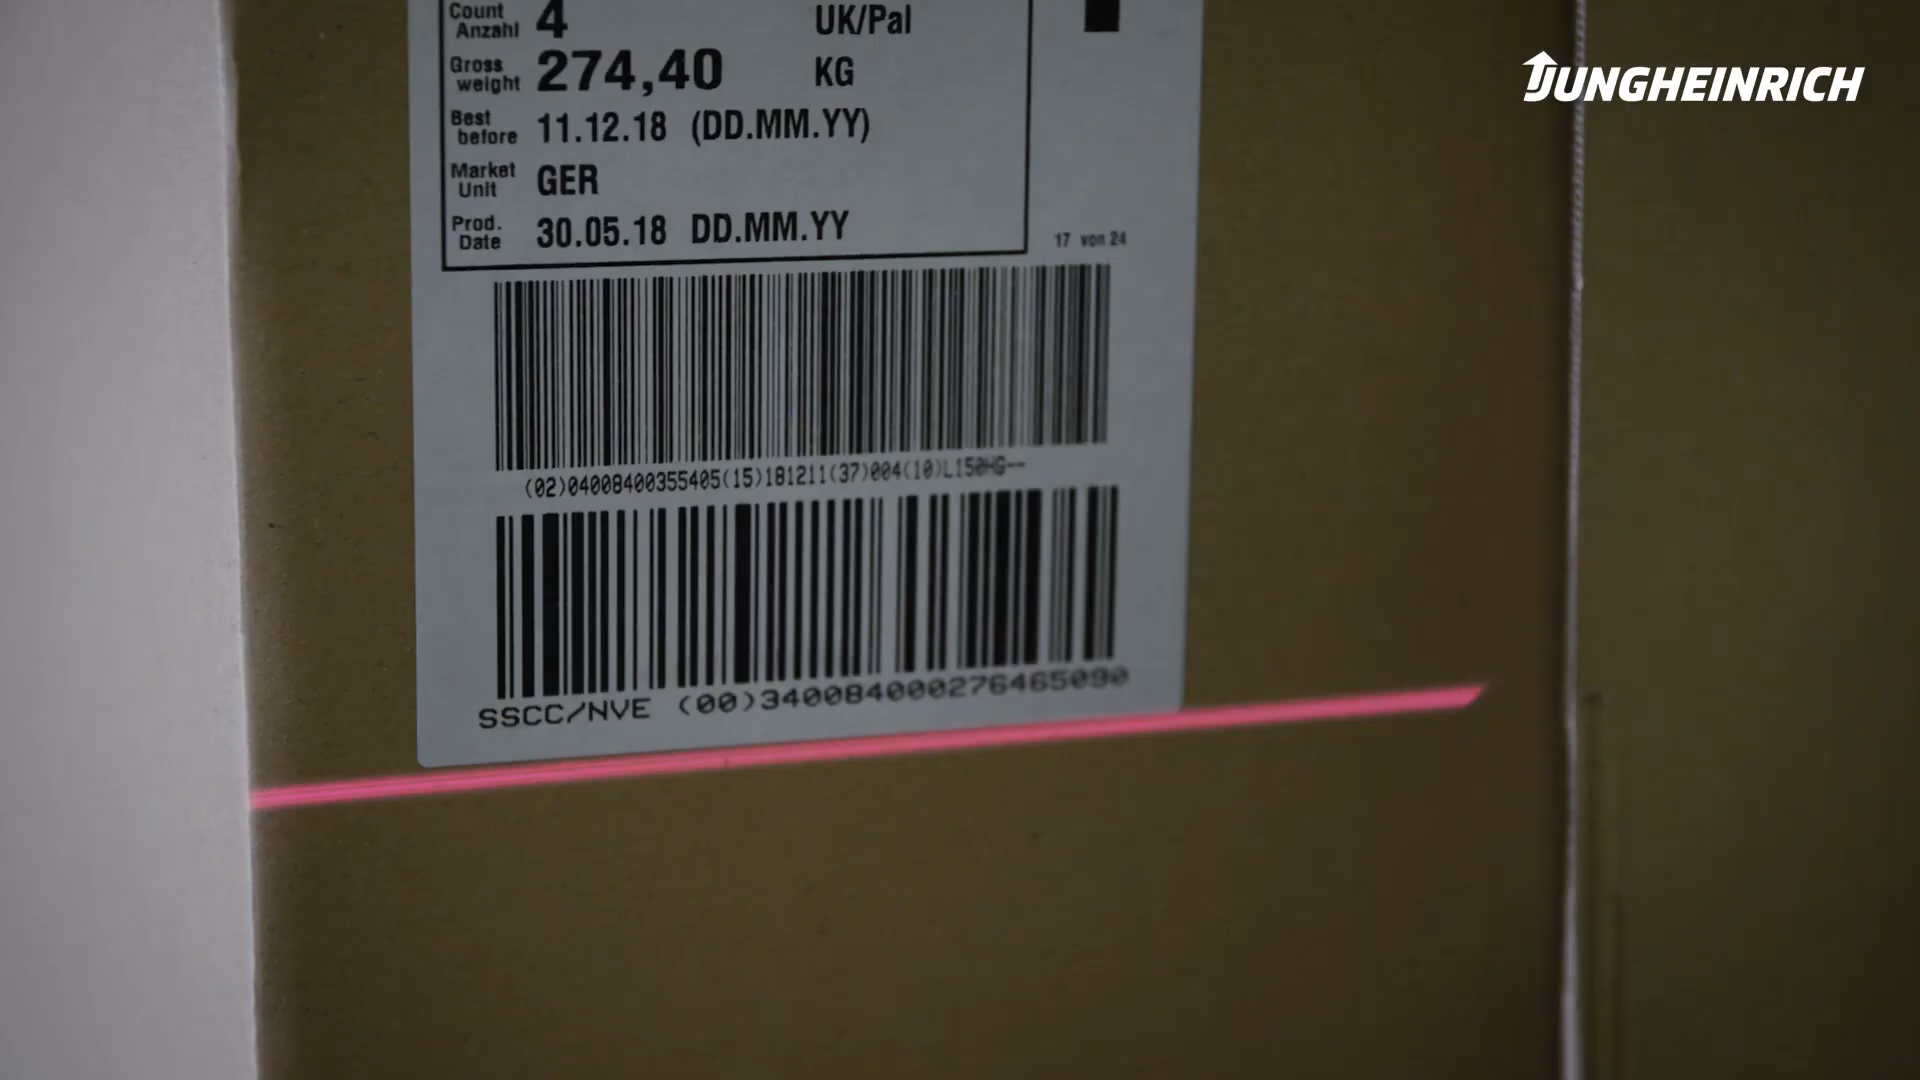 JUNGHEINRICH
Count
Anzahl 4 UK/Pal
Gross
weight 274,40 KG
Best
before 11.12.18 (DD.MM.YY)
Market
Unit GER
Prod.
Date 30.05.18 DD.MM.YY
17 von 24
(02)04008400355405(15)181211(37)004(10)L150HG--
SSCC/NVE (00)340084000276465090